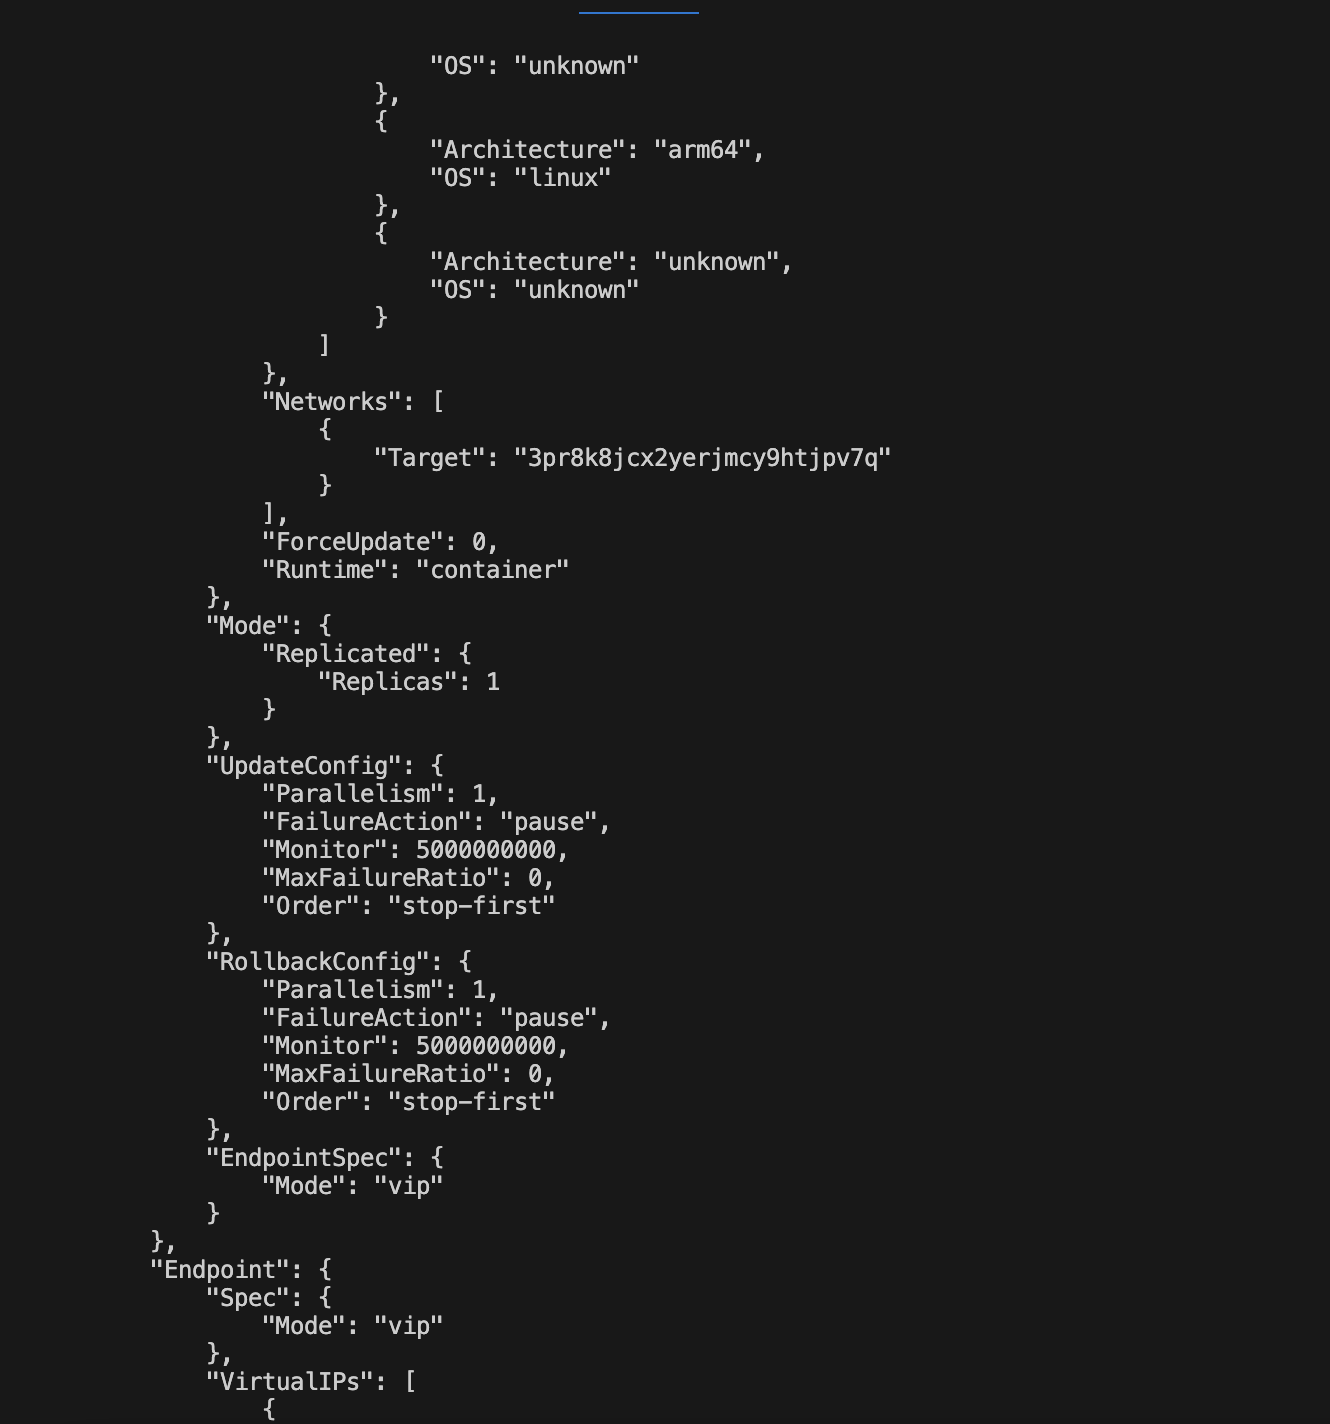 "OS": "unknown"
},
{
"Architecture": "arm64",
"OS": "linux"
},
{
"Architecture": "unknown",
"OS": "unknown"
}
]
},
"Networks": [
{
"Target": "3pr8k8jcx2yerjmcy9htjpv7q"
}
],
"ForceUpdate": 0,
"Runtime": "container"
},
"Mode": {
"Replicated": {
"Replicas": 1
}
},
"UpdateConfig": {
"Parallelism": 1,
"FailureAction": "pause",
"Monitor": 5000000000,
"MaxFailureRatio": 0,
"Order": "stop-first"
},
"RollbackConfig": {
"Parallelism": 1,
"FailureAction": "pause",
"Monitor": 5000000000,
"MaxFailureRatio": 0,
"Order": "stop-first"
},
"EndpointSpec": {
"Mode": "vip"
}
},
"Endpoint": {
"Spec": {
"Mode": "vip"
},
"VirtualIPs": [
{